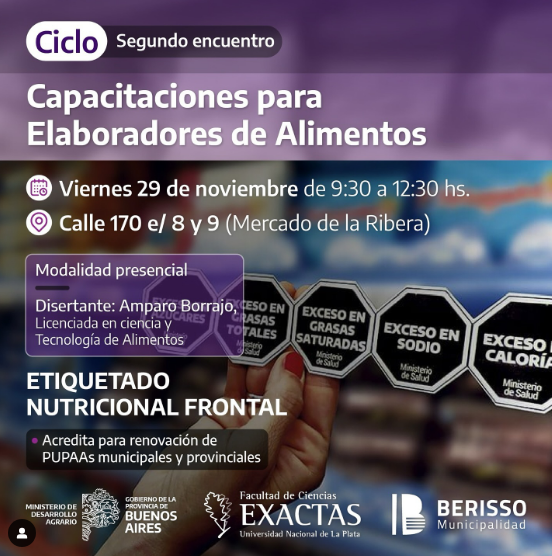 Ciclo Segundo encuentro
Capacitaciones para
Elaboradores de Alimentos
Viernes 29 de noviembre de 9:30 a 12:30 hs.
Calle 170 e/ 8 y 9 (Mercado de la Ribera)
Modalidad presencial
Disertante: Amparo Borrajo,
Licenciada en ciencia y
Tecnología de Alimentos
AZÚCARES
EXCESO EN
GRASAS
TOTALES
Ministerio
de Salud
EXCESO EN
GRASAS
SATURADAS
Ministerio
de Salud
EXCESO EN
SODIO
Ministerio
de Salud
EXCESO
CALORÍA
Ministerio
de Salud
ETIQUETADO
NUTRICIONAL FRONTAL
• Acredita para renovación de
PUPAAs municipales y provinciales
MINISTERIO DE
DESARROLLO
AGRARIO
GOBIERNO DE LA
PROVINCIA DE
BUENOS
AIRES
Facultad de Ciencias
EXACTAS
Universidad Nacional de La Plata
BERISSO
Municipalidad